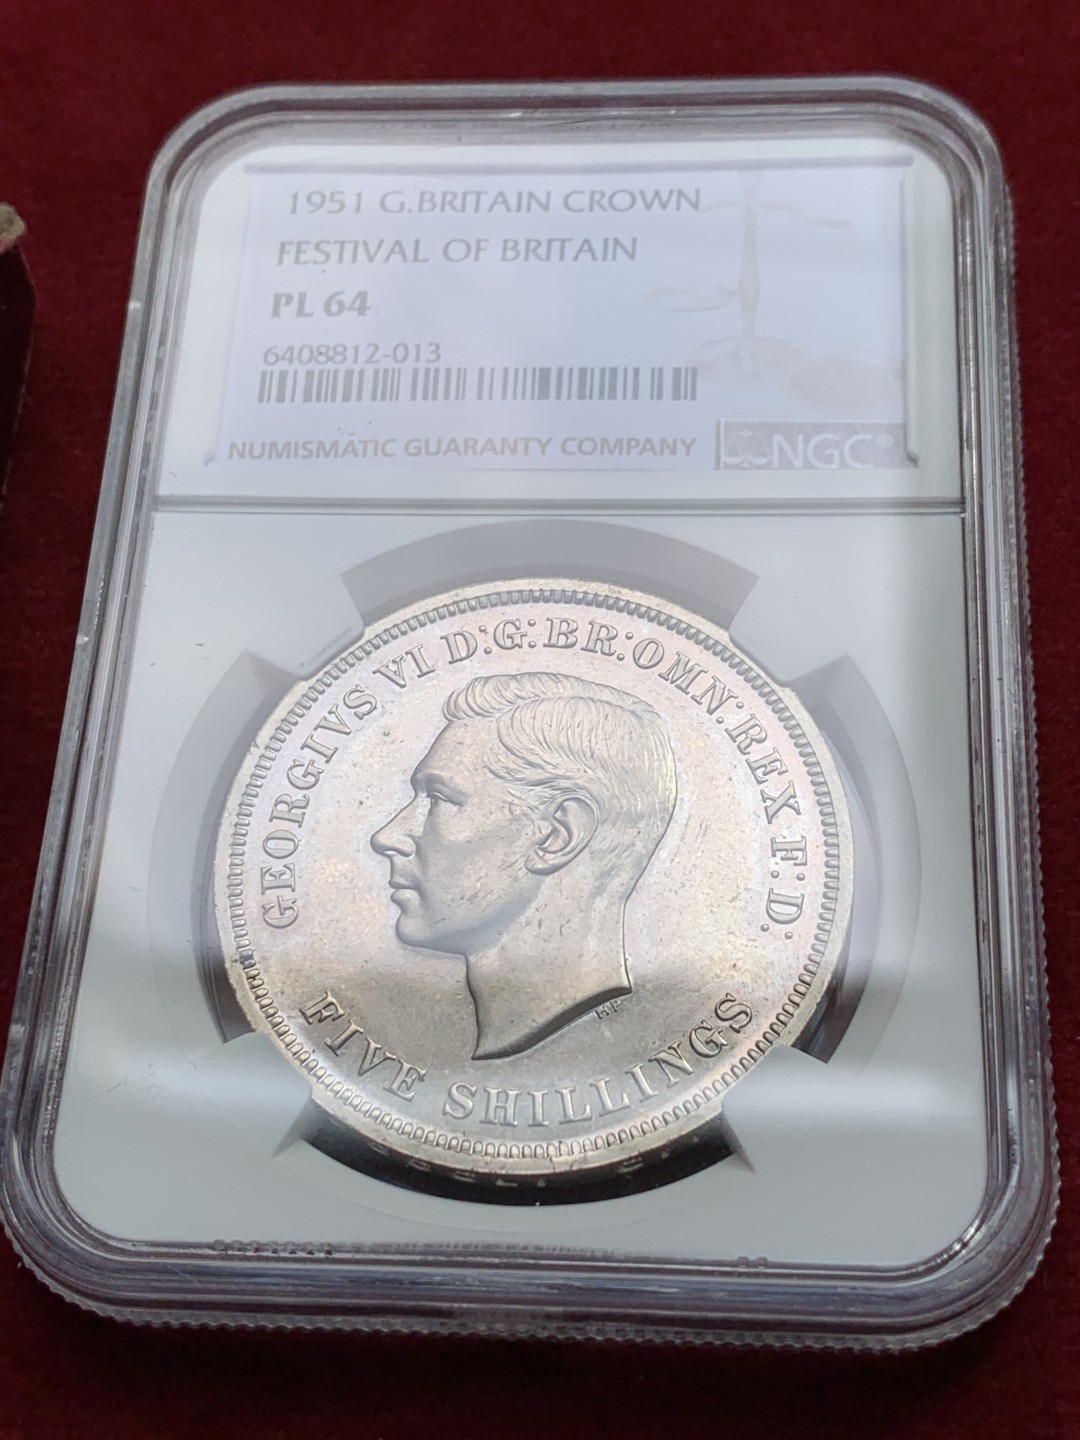 1951 G.BRITAIN CROWN
FESTIVAL OF BRITAIN
PL 64
6408812-013
NUMISMATIC GUARANTY COMPANY
NGC®
GEORGIVS VI D:G:BR:OMN:REX F:D:
HP
FIVE SHILLINGS